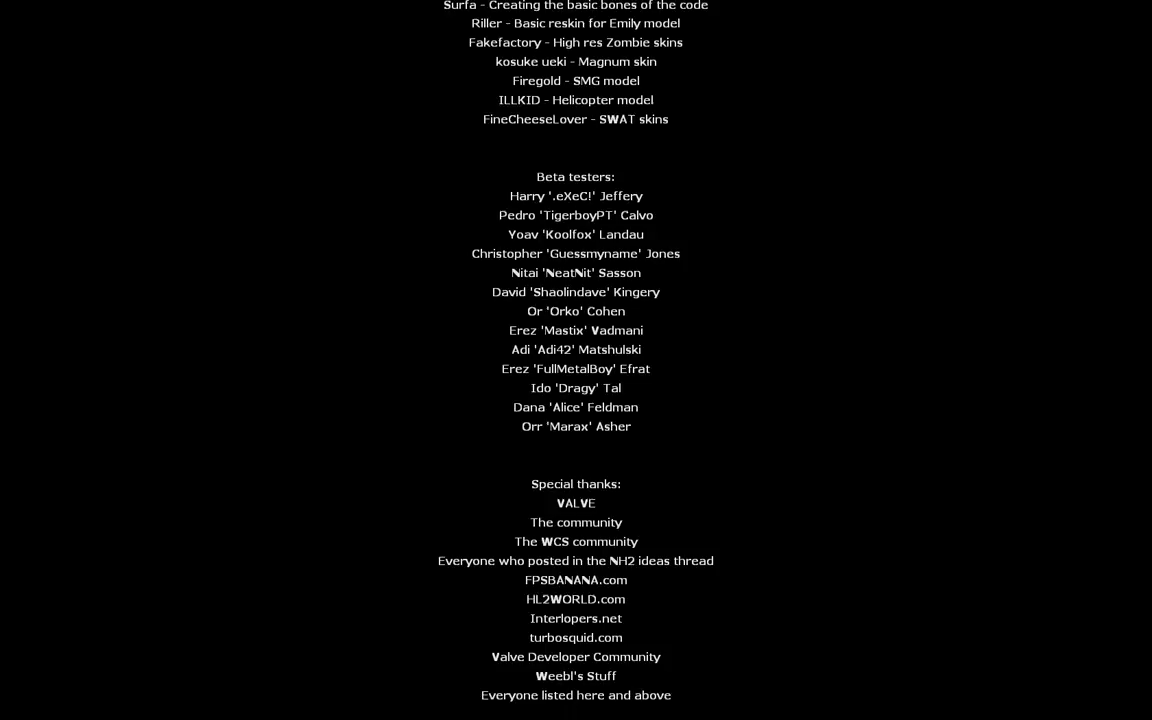 Surfa - Creating the basic bones of the code
Riller - Basic reskin for Emily model
Fakefactory - High res Zombie skins
kosuke ueki - Magnum skin
Firegold - SMG model
ILLKID - Helicopter model
FineCheeseLover - SWAT skins
Beta testers:
Harry '.eXeC!' Jeffery
Pedro 'TigerboyPT' Calvo
Yoav 'Koolfox' Landau
Christopher 'Guessmyname' Jones
Nitai 'NeatNit' Sasson
David 'Shaolindave' Kingery
Or 'Orko' Cohen
Erez 'Mastix' Vadmani
Adi 'Adi42' Matshulski
Erez 'FullMetalBoy' Efrat
Ido 'Dragy' Tal
Dana 'Alice' Feldman
Orr 'Marax' Asher
Special thanks:
VALVE
The community
The WCS community
Everyone who posted in the NH2 ideas thread
FPSBANANA.com
HL2WORLD.com
Interlopers.net
turbosquid.com
Valve Developer Community
Weebl's Stuff
Everyone listed here and above